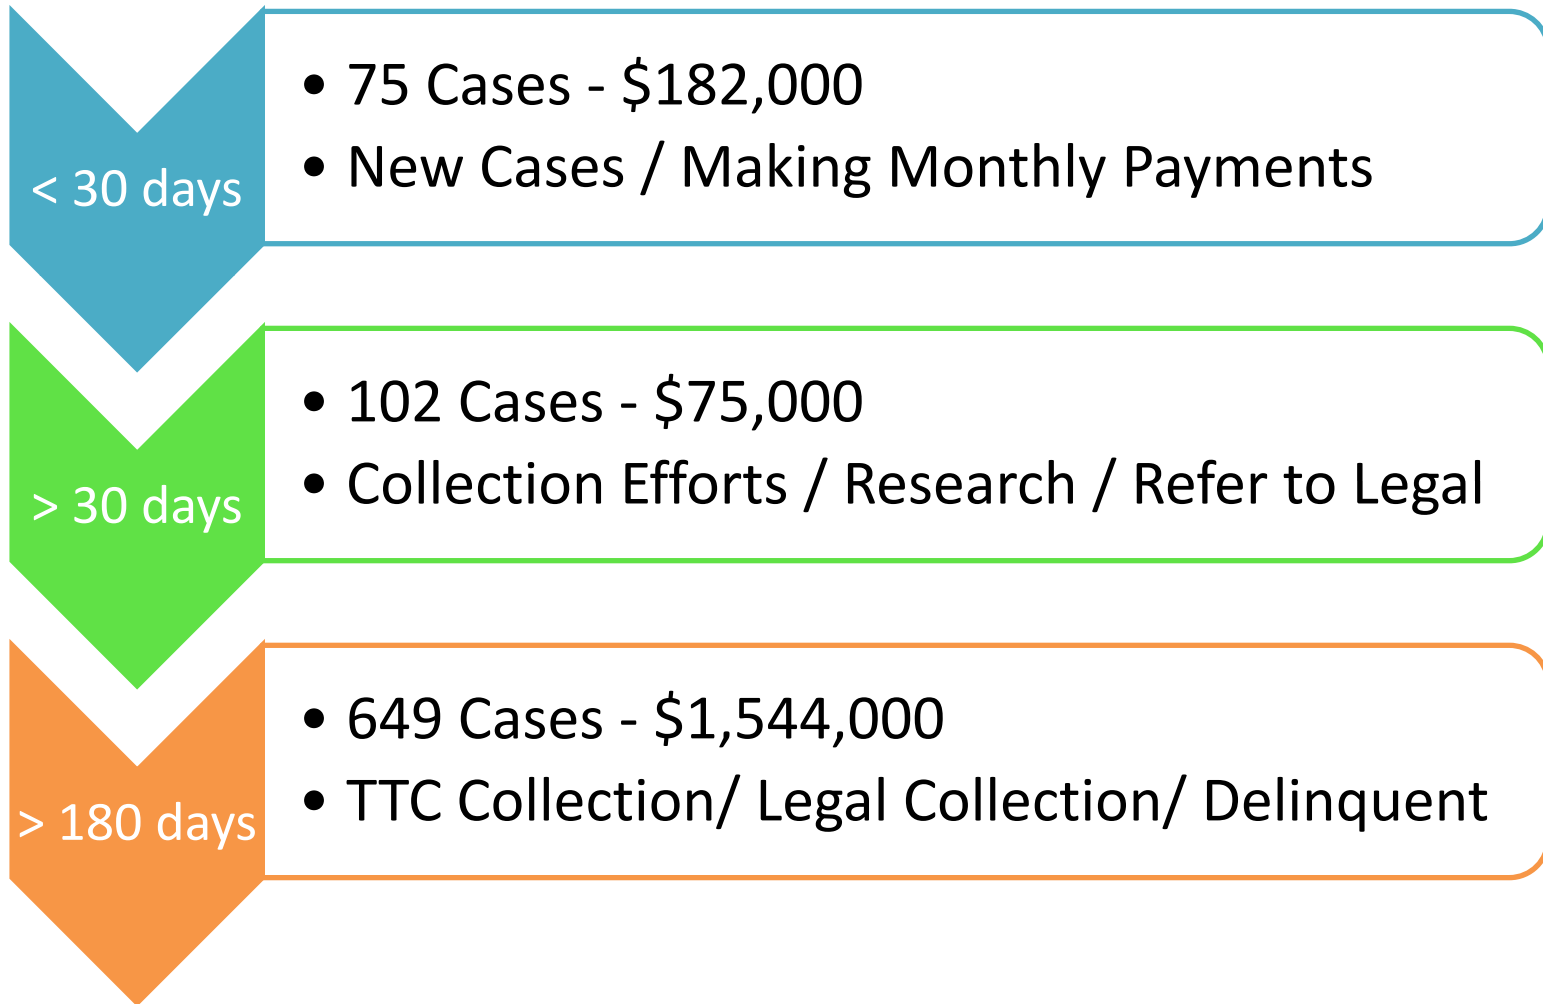 < 30 days
• 75 Cases - $182,000
• New Cases / Making Monthly Payments
> 30 days
• 102 Cases - $75,000
• Collection Efforts / Research / Refer to Legal
> 180 days
• 649 Cases - $1,544,000
• TTC Collection/ Legal Collection/ Delinquent